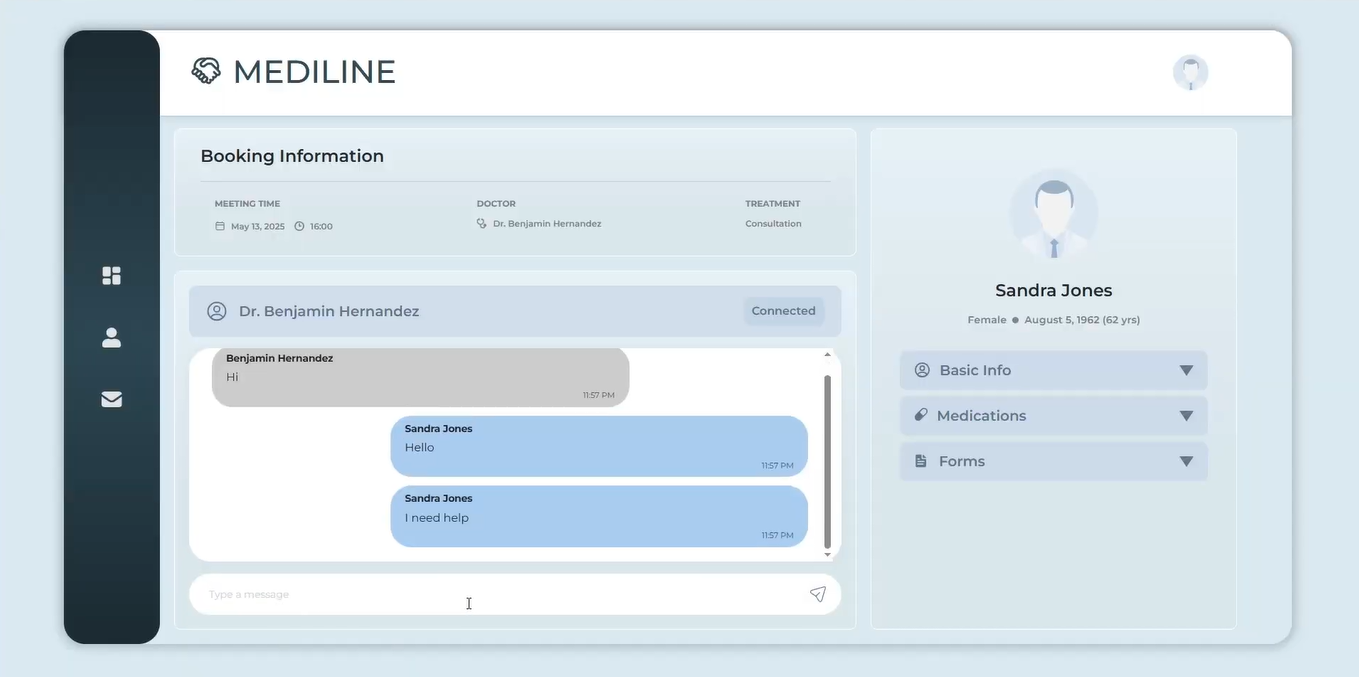 MEDILINE
Booking Information
MEETING TIME
May 13, 2025 16:00
DOCTOR
Dr. Benjamin Hernandez
TREATMENT
Consultation
Dr. Benjamin Hernandez
Connected
Benjamin Hernandez
Hi
11:57 PM
Sandra Jones
Hello
11:57 PM
Sandra Jones
I need help
11:57 PM
Type a message
Sandra Jones
Female ● August 5, 1962 (62 yrs)
Basic Info
Medications
Forms